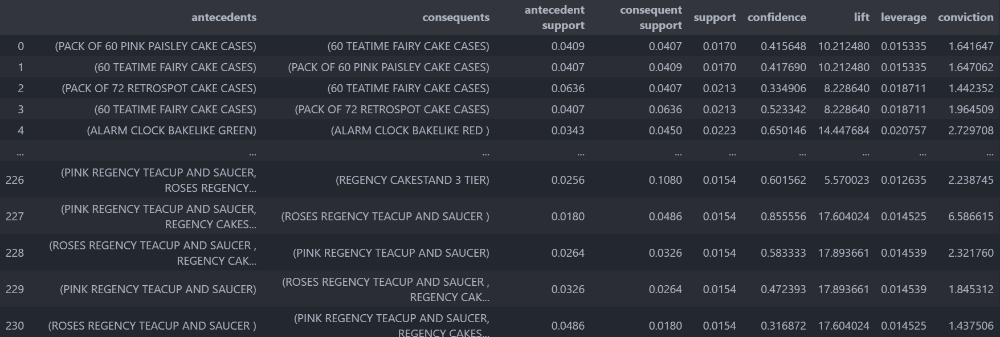 antecedents consequents antecedent support consequent support support confidence lift leverage conviction
0 (PACK OF 60 PINK PAISLEY CAKE CASES) (60 TEATIME FAIRY CAKE CASES) 0.0409 0.0407 0.0170 0.415648 10.212480 0.015335 1.641647
1 (60 TEATIME FAIRY CAKE CASES) (PACK OF 60 PINK PAISLEY CAKE CASES) 0.0407 0.0409 0.0170 0.417690 10.212480 0.015335 1.647062
2 (PACK OF 72 RETROSPOT CAKE CASES) (60 TEATIME FAIRY CAKE CASES) 0.0636 0.0407 0.0213 0.334906 8.228640 0.018711 1.442352
3 (60 TEATIME FAIRY CAKE CASES) (PACK OF 72 RETROSPOT CAKE CASES) 0.0407 0.0636 0.0213 0.523342 8.228640 0.018711 1.964509
4 (ALARM CLOCK BAKELIKE GREEN) (ALARM CLOCK BAKELIKE RED ) 0.0343 0.0450 0.0223 0.650146 14.447684 0.020757 2.729708
... ... ... ... ... ... ... ... ... ...
226 (PINK REGENCY TEACUP AND SAUCER, ROSES REGENCY... (REGENCY CAKESTAND 3 TIER) 0.0256 0.1080 0.0154 0.601562 5.570023 0.012635 2.238745
227 (PINK REGENCY TEACUP AND SAUCER, REGENCY CAKES... (ROSES REGENCY TEACUP AND SAUCER ) 0.0180 0.0486 0.0154 0.855556 17.604024 0.014525 6.586615
228 (ROSES REGENCY TEACUP AND SAUCER , REGENCY CAK... (PINK REGENCY TEACUP AND SAUCER) 0.0264 0.0326 0.0154 0.583333 17.893661 0.014539 2.321760
229 (PINK REGENCY TEACUP AND SAUCER) (ROSES REGENCY TEACUP AND SAUCER , REGENCY CAK... 0.0326 0.0264 0.0154 0.472393 17.893661 0.014539 1.845312
230 (ROSES REGENCY TEACUP AND SAUCER ) (PINK REGENCY TEACUP AND SAUCER, REGENCY CAKES... 0.0486 0.0180 0.0154 0.316872 17.604024 0.014525 1.437506